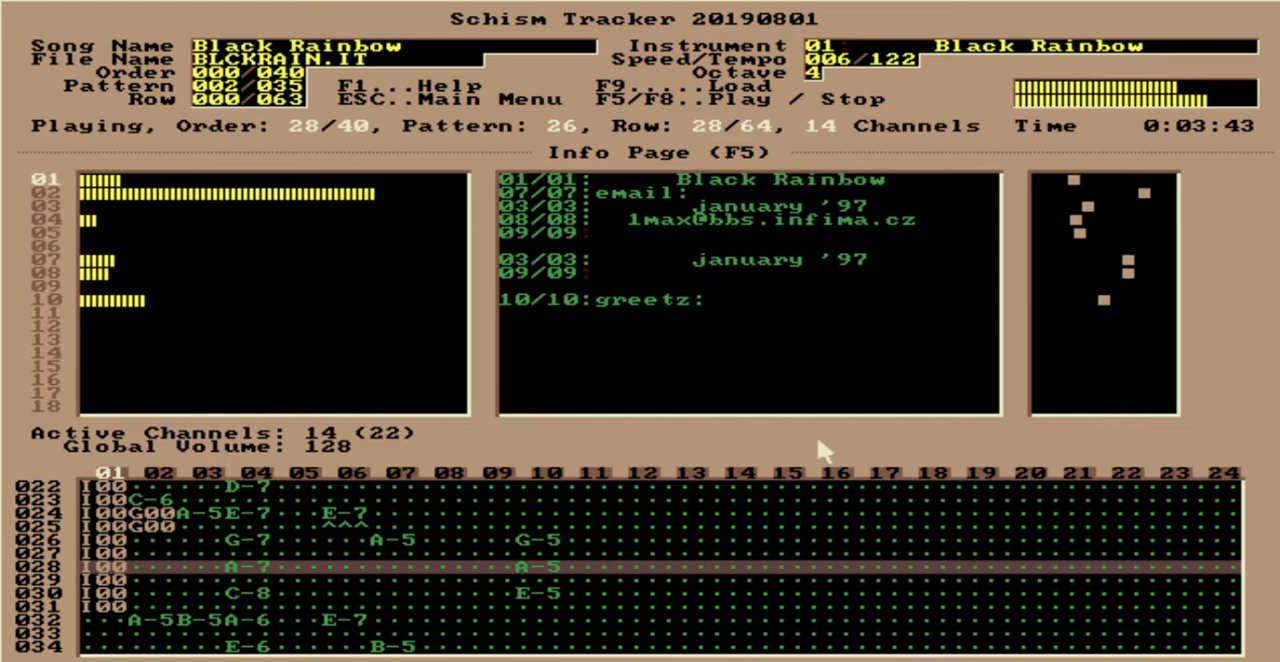 Schism Tracker 20190801
Song Name Black Rainbow Instrument 01: Black Rainbow
File Name BLCKRAIN.IT Speed/Tempo 006/122
Order 000/040 Octave 4
Pattern 002/035 F1...Help F9.....Load
Row 000/063 ESC..Main Menu F5/F8..Play / Stop
Playing, Order: 28/40, Pattern: 26, Row: 28/64, 14 Channels Time 0:03:43
Info Page (F5)
01 01/01: Black Rainbow
02 07/07:email:
03 03/03: january '97
04 08/08: 1max@bbs.infima.cz
05 09/09:
06
07 03/03: january '97
08 09/09:
09
10 10/10:greetz:
11
12
13
14
15
16
17
18
Active Channels: 14 (22)
Global Volume: 128
01 02 03 04 05 06 07 08 09 10 11 12 13 14 15 16 17 18 19 20 21 22 23 24
022 I00 D-7
023 I00C-6
024 I00G00A-5E-7 E-7
025 I00G00 ^^^
026 I00 G-7 A-5 G-5
027 I00
028 I00 A-7 A-5
029 I00
030 I00 C-8 E-5
031 I00
032 A-5B-5A-6 E-7
033
034 E-6 B-5